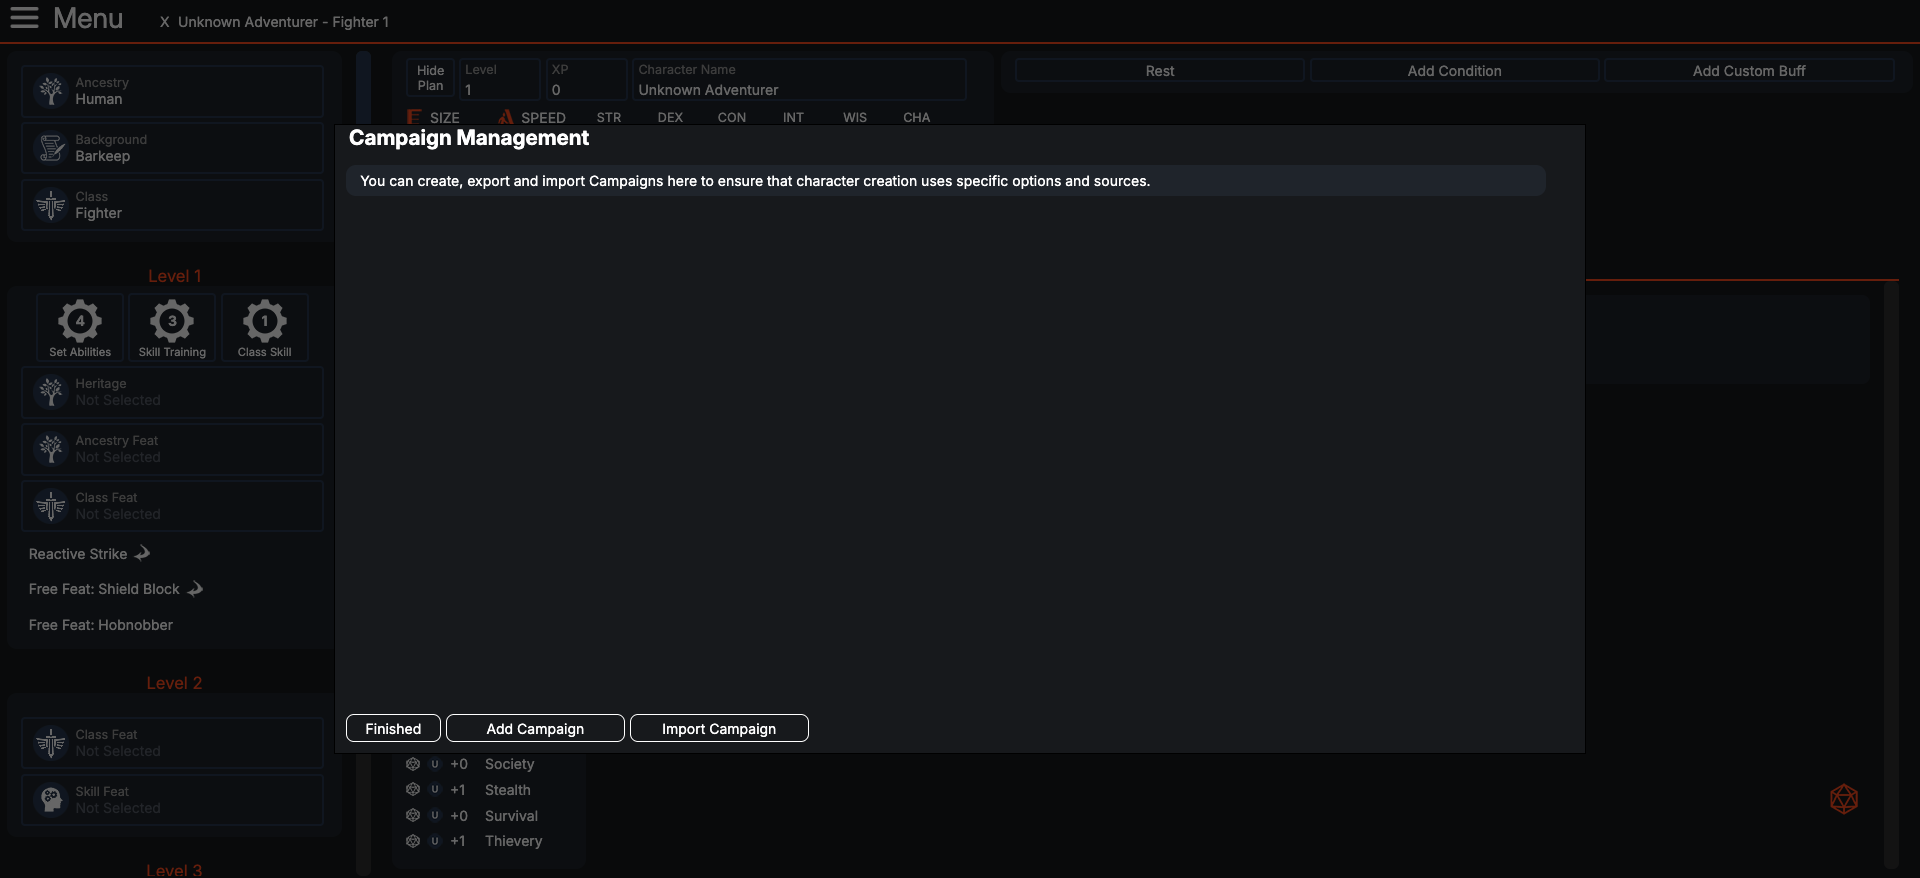 Menu
X Unknown Adventurer - Fighter 1
Ancestry
Human
Background
Barkeep
Class
Fighter
Level 1
4
Set Abilities
3
Skill Training
1
Class Skill
Heritage
Not Selected
Ancestry Feat
Not Selected
Class Feat
Not Selected
Reactive Strike
Free Feat: Shield Block
Free Feat: Hobnobber
Level 2
Class Feat
Not Selected
Skill Feat
Not Selected
Level 3
Hide
Plan
Level
1
XP
0
Character Name
Unknown Adventurer
SIZE SPEED STR DEX CON INT WIS CHA
Rest
Add Condition
Add Custom Buff
Campaign Management
You can create, export and import Campaigns here to ensure that character creation uses specific options and sources.
Finished
Add Campaign
Import Campaign
U +0 Society
U +1 Stealth
U +0 Survival
U +1 Thievery